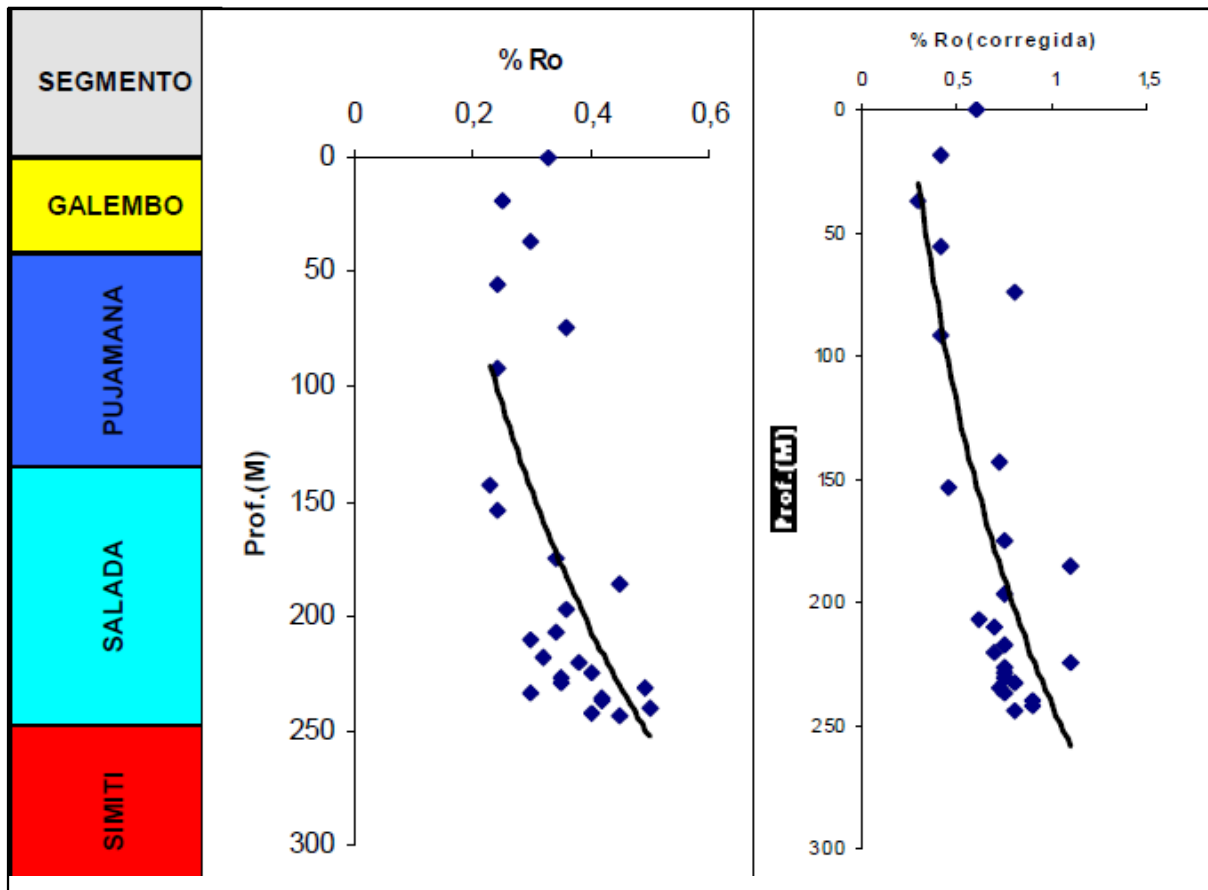 SEGMENTO
GALEMBO
PUJAMANA
SALADA
SIMITI
% Ro
0 0,2 0,4 0,6
0
50
100
150
200
250
300
Prof.(M)
% Ro(corregida)
0 0,5 1 1,5
0
50
100
150
200
250
300
Prof.(M)